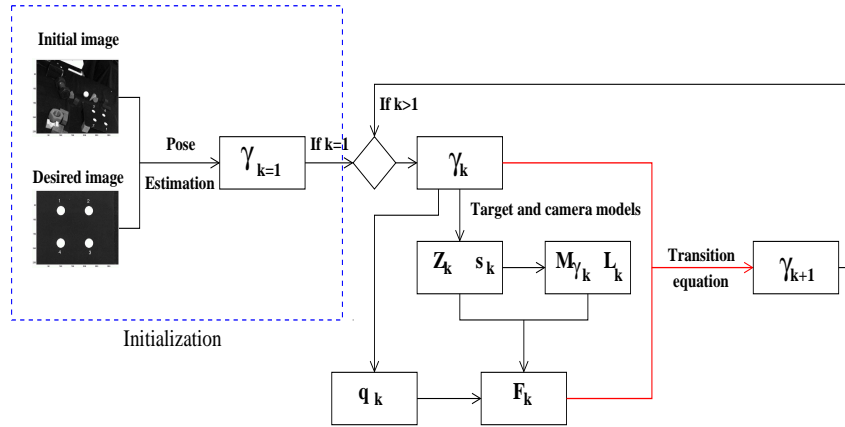 Initial image
Desired image
1 2
4 3
Pose
Estimation
γ k=1
If k=1
If k>1
γk
Target and camera models
Zk sk
Mγk Lk
Transition
equation
γk+1
qk
Fk
Initialization